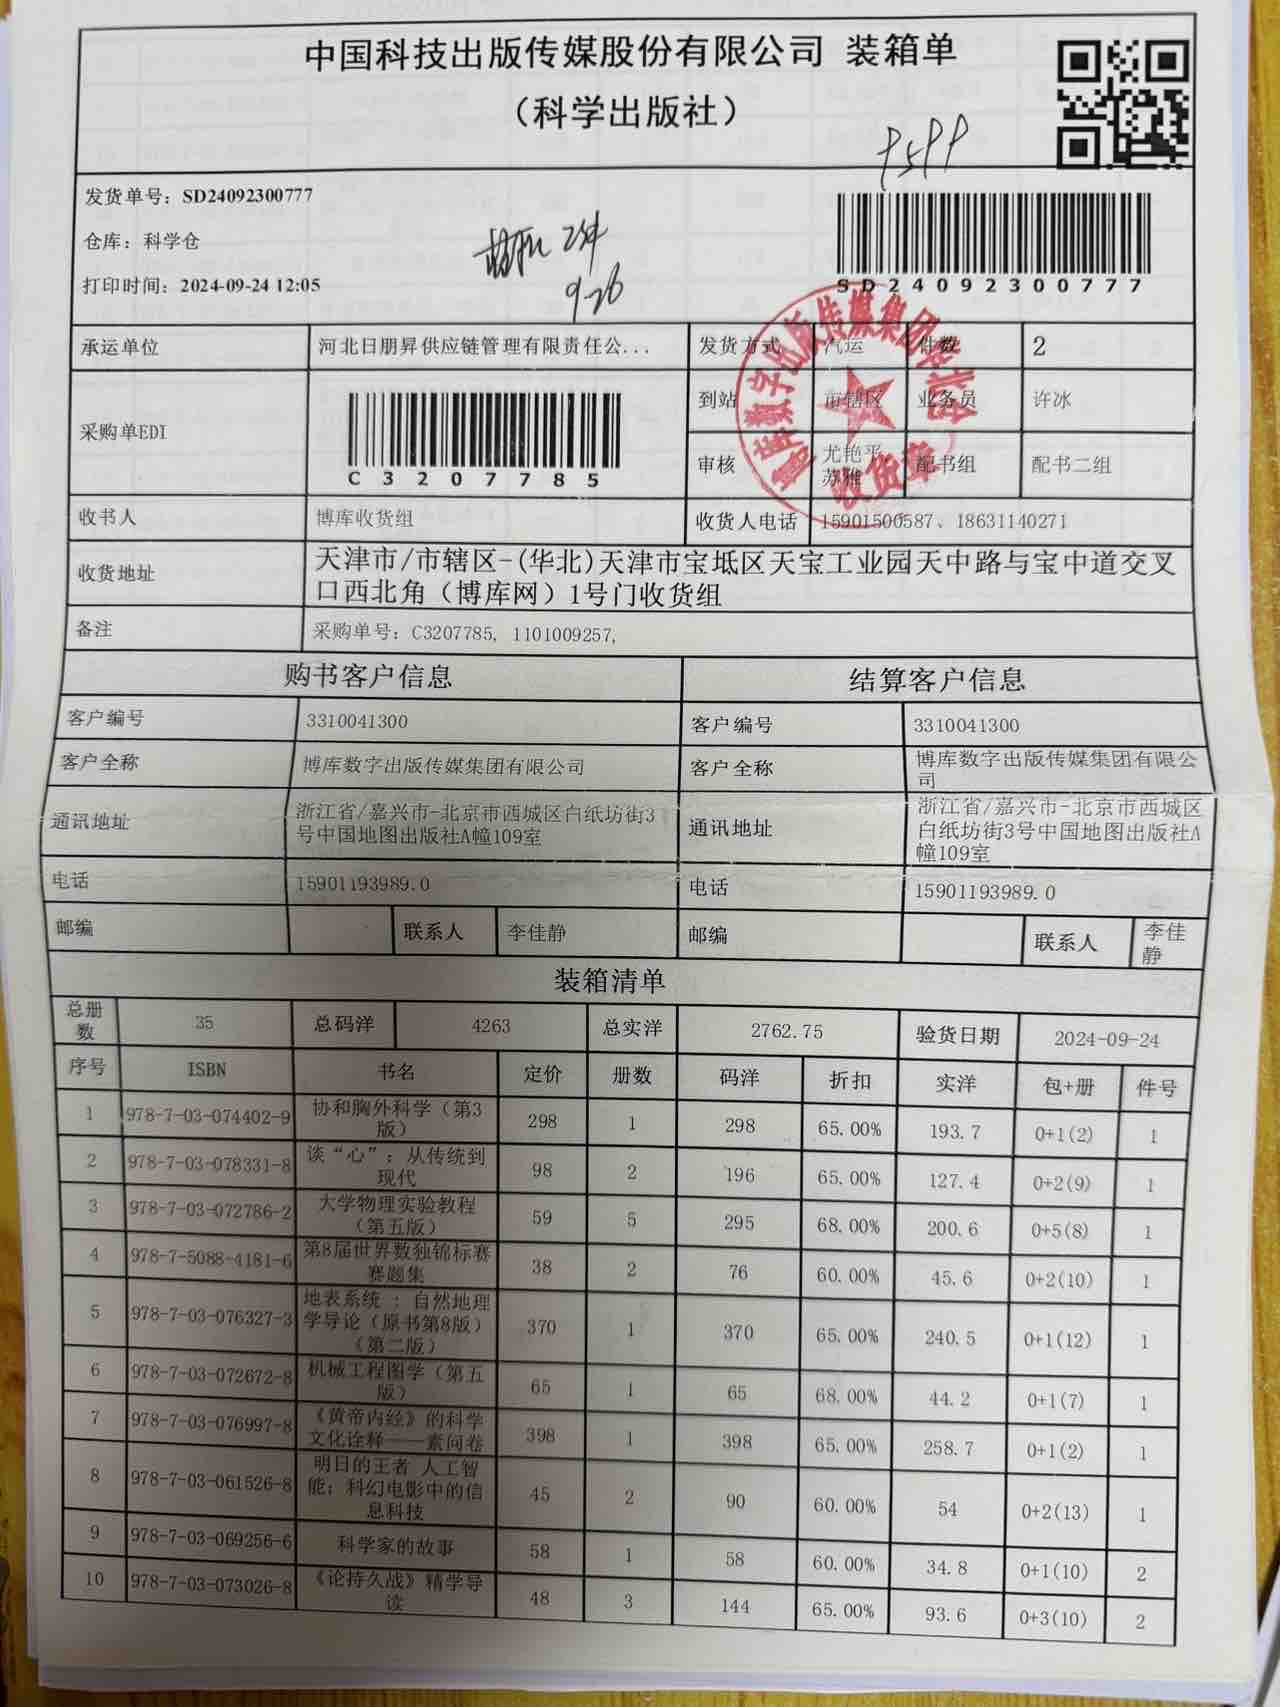 中国科技出版传媒股份有限公司 装箱单
（科学出版社）
发货单号：SD24092300777
仓库：科学仓
打印时间：2024-09-24 12:05
9-26
SD24092300777
承运单位 河北日朋昇供应链管理有限责任公... 发货方式 汽运 件数 2
采购单EDI C3207785 到站 市辖区 业务员 许冰
审核 尤艳平,苏雅 配书组 配书二组
收书人 博库收货组 收货人电话 15901500587、18631140271
收货地址 天津市/市辖区-(华北)天津市宝坻区天宝工业园天中路与宝中道交叉
口西北角（博库网）1号门收货组
备注 采购单号：C3207785, 1101009257,
购书客户信息 结算客户信息
客户编号 3310041300 客户编号 3310041300
客户全称 博库数字出版传媒集团有限公司 客户全称 博库数字出版传媒集团有限公司
通讯地址 浙江省/嘉兴市-北京市西城区白纸坊街3号中国地图出版社A幢109室 通讯地址 浙江省/嘉兴市-北京市西城区白纸坊街3号中国地图出版社A幢109室
电话 15901193989.0 电话 15901193989.0
邮编 联系人 李佳静 邮编 联系人 李佳静
装箱清单
总册数 35 总码洋 4263 总实洋 2762.75 验货日期 2024-09-24
序号 ISBN 书名 定价 册数 码洋 折扣 实洋 包+册 件号
1 978-7-03-074402-9 协和胸外科学（第3版） 298 1 298 65.00% 193.7 0+1(2) 1
2 978-7-03-078331-8 谈“心”：从传统到现代 98 2 196 65.00% 127.4 0+2(9) 1
3 978-7-03-072786-2 大学物理实验教程（第五版） 59 5 295 68.00% 200.6 0+5(8) 1
4 978-7-5088-4181-6 第8届世界数独锦标赛赛题集 38 2 76 60.00% 45.6 0+2(10) 1
5 978-7-03-076327-3 地表系统 ：自然地理学导论（原书第8版）（第二版） 370 1 370 65.00% 240.5 0+1(12) 1
6 978-7-03-072672-8 机械工程图学（第五版） 65 1 65 68.00% 44.2 0+1(7) 1
7 978-7-03-076997-8 《黄帝内经》的科学文化诠释——素问卷 398 1 398 65.00% 258.7 0+1(2) 1
8 978-7-03-061526-8 明日的王者 人工智能：科幻电影中的信息科技 45 2 90 60.00% 54 0+2(13) 1
9 978-7-03-069256-6 科学家的故事 58 1 58 60.00% 34.8 0+1(10) 2
10 978-7-03-073026-8 《论持久战》精学导读 48 3 144 65.00% 93.6 0+3(10) 2